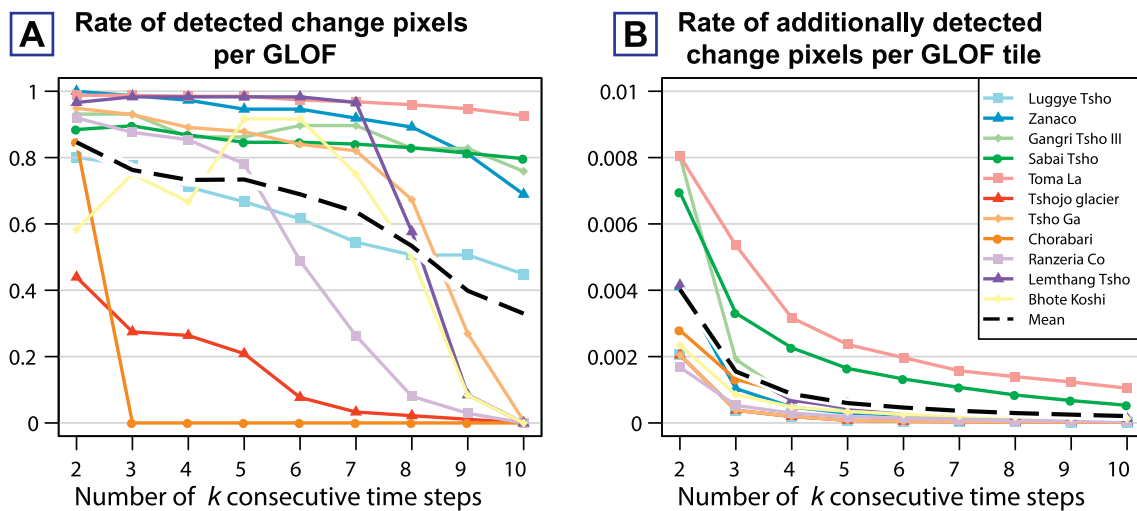 A
Rate of detected change pixels
per GLOF
1
0.8
0.6
0.4
0.2
0
2 3 4 5 6 7 8 9 10
Number of k consecutive time steps
B
Rate of additionally detected
change pixels per GLOF tile
0.01
0.008
0.006
0.004
0.002
0
2 3 4 5 6 7 8 9 10
Number of k consecutive time steps
Luggye Tsho
Zanaco
Gangri Tsho III
Sabai Tsho
Toma La
Tshojo glacier
Tsho Ga
Chorabari
Ranzeria Co
Lemthang Tsho
Bhote Koshi
Mean